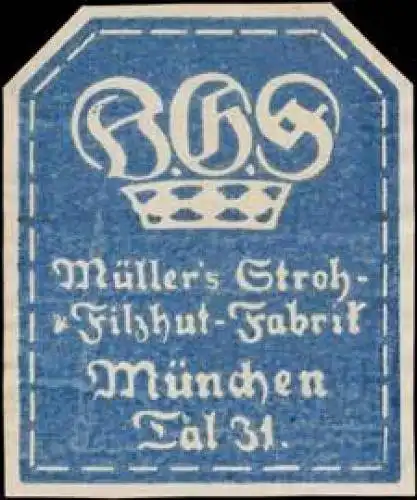 Müller's Stroh-
& Filzhut-Fabrik
München
Tal 31.